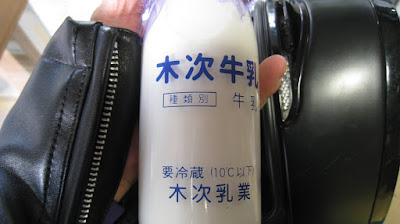 木次牛乳
種類別 牛乳
要冷蔵(10℃以下)
木次乳業